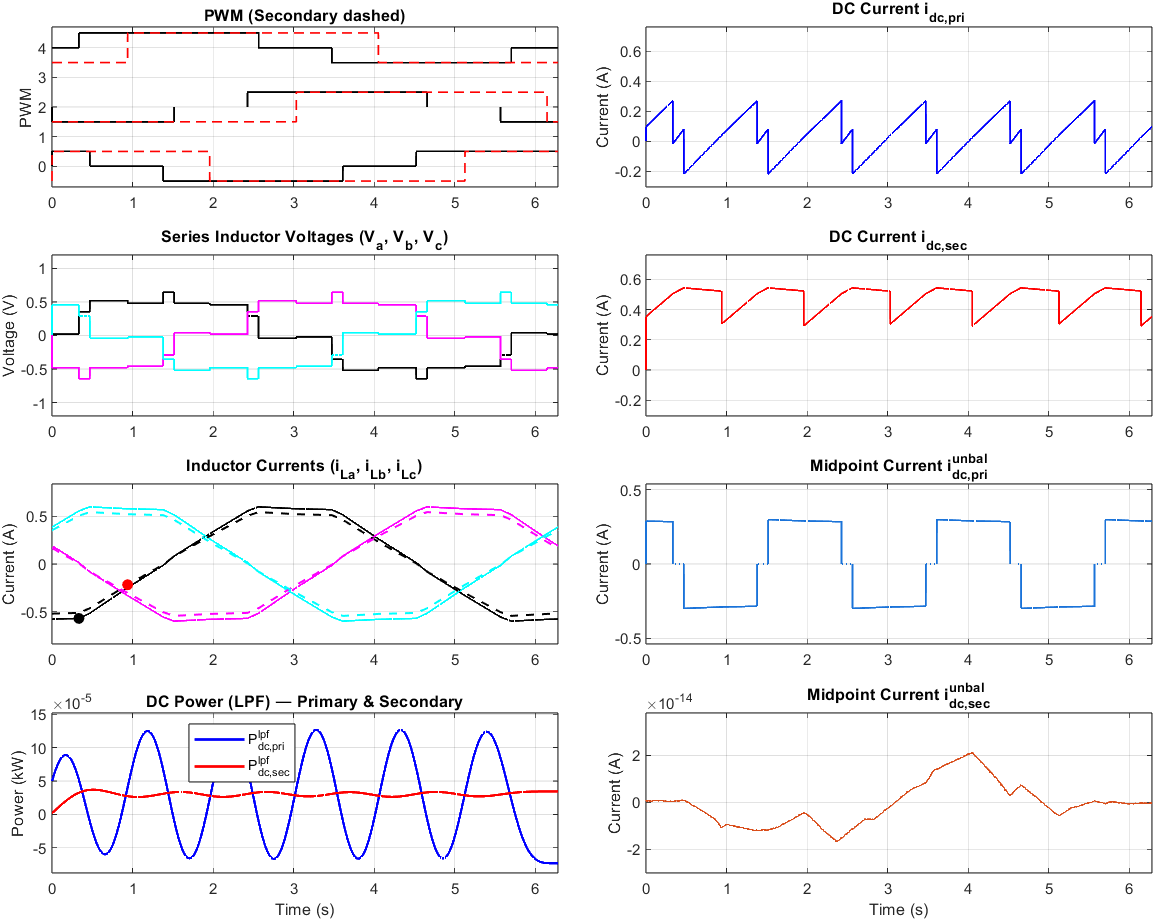 PWM (Secondary dashed)
PWM
4
3
2
1
0
0 1 2 3 4 5 6
DC Current i_dc,pri
Current (A)
0.6
0.4
0.2
0
-0.2
0 1 2 3 4 5 6
Series Inductor Voltages (V_a, V_b, V_c)
Voltage (V)
1
0.5
0
-0.5
-1
0 1 2 3 4 5 6
DC Current i_dc,sec
Current (A)
0.6
0.4
0.2
0
-0.2
0 1 2 3 4 5 6
Inductor Currents (i_La, i_Lb, i_Lc)
Current (A)
0.5
0
-0.5
0 1 2 3 4 5 6
Midpoint Current i^unbal_dc,pri
Current (A)
0.5
0
-0.5
0 1 2 3 4 5 6
DC Power (LPF) — Primary & Secondary
×10^-5
Power (kW)
15
10
5
0
-5
P^lpf_dc,pri
P^lpf_dc,sec
0 1 2 3 4 5 6
Time (s)
Midpoint Current i^unbal_dc,sec
×10^-14
Current (A)
2
0
-2
0 1 2 3 4 5 6
Time (s)